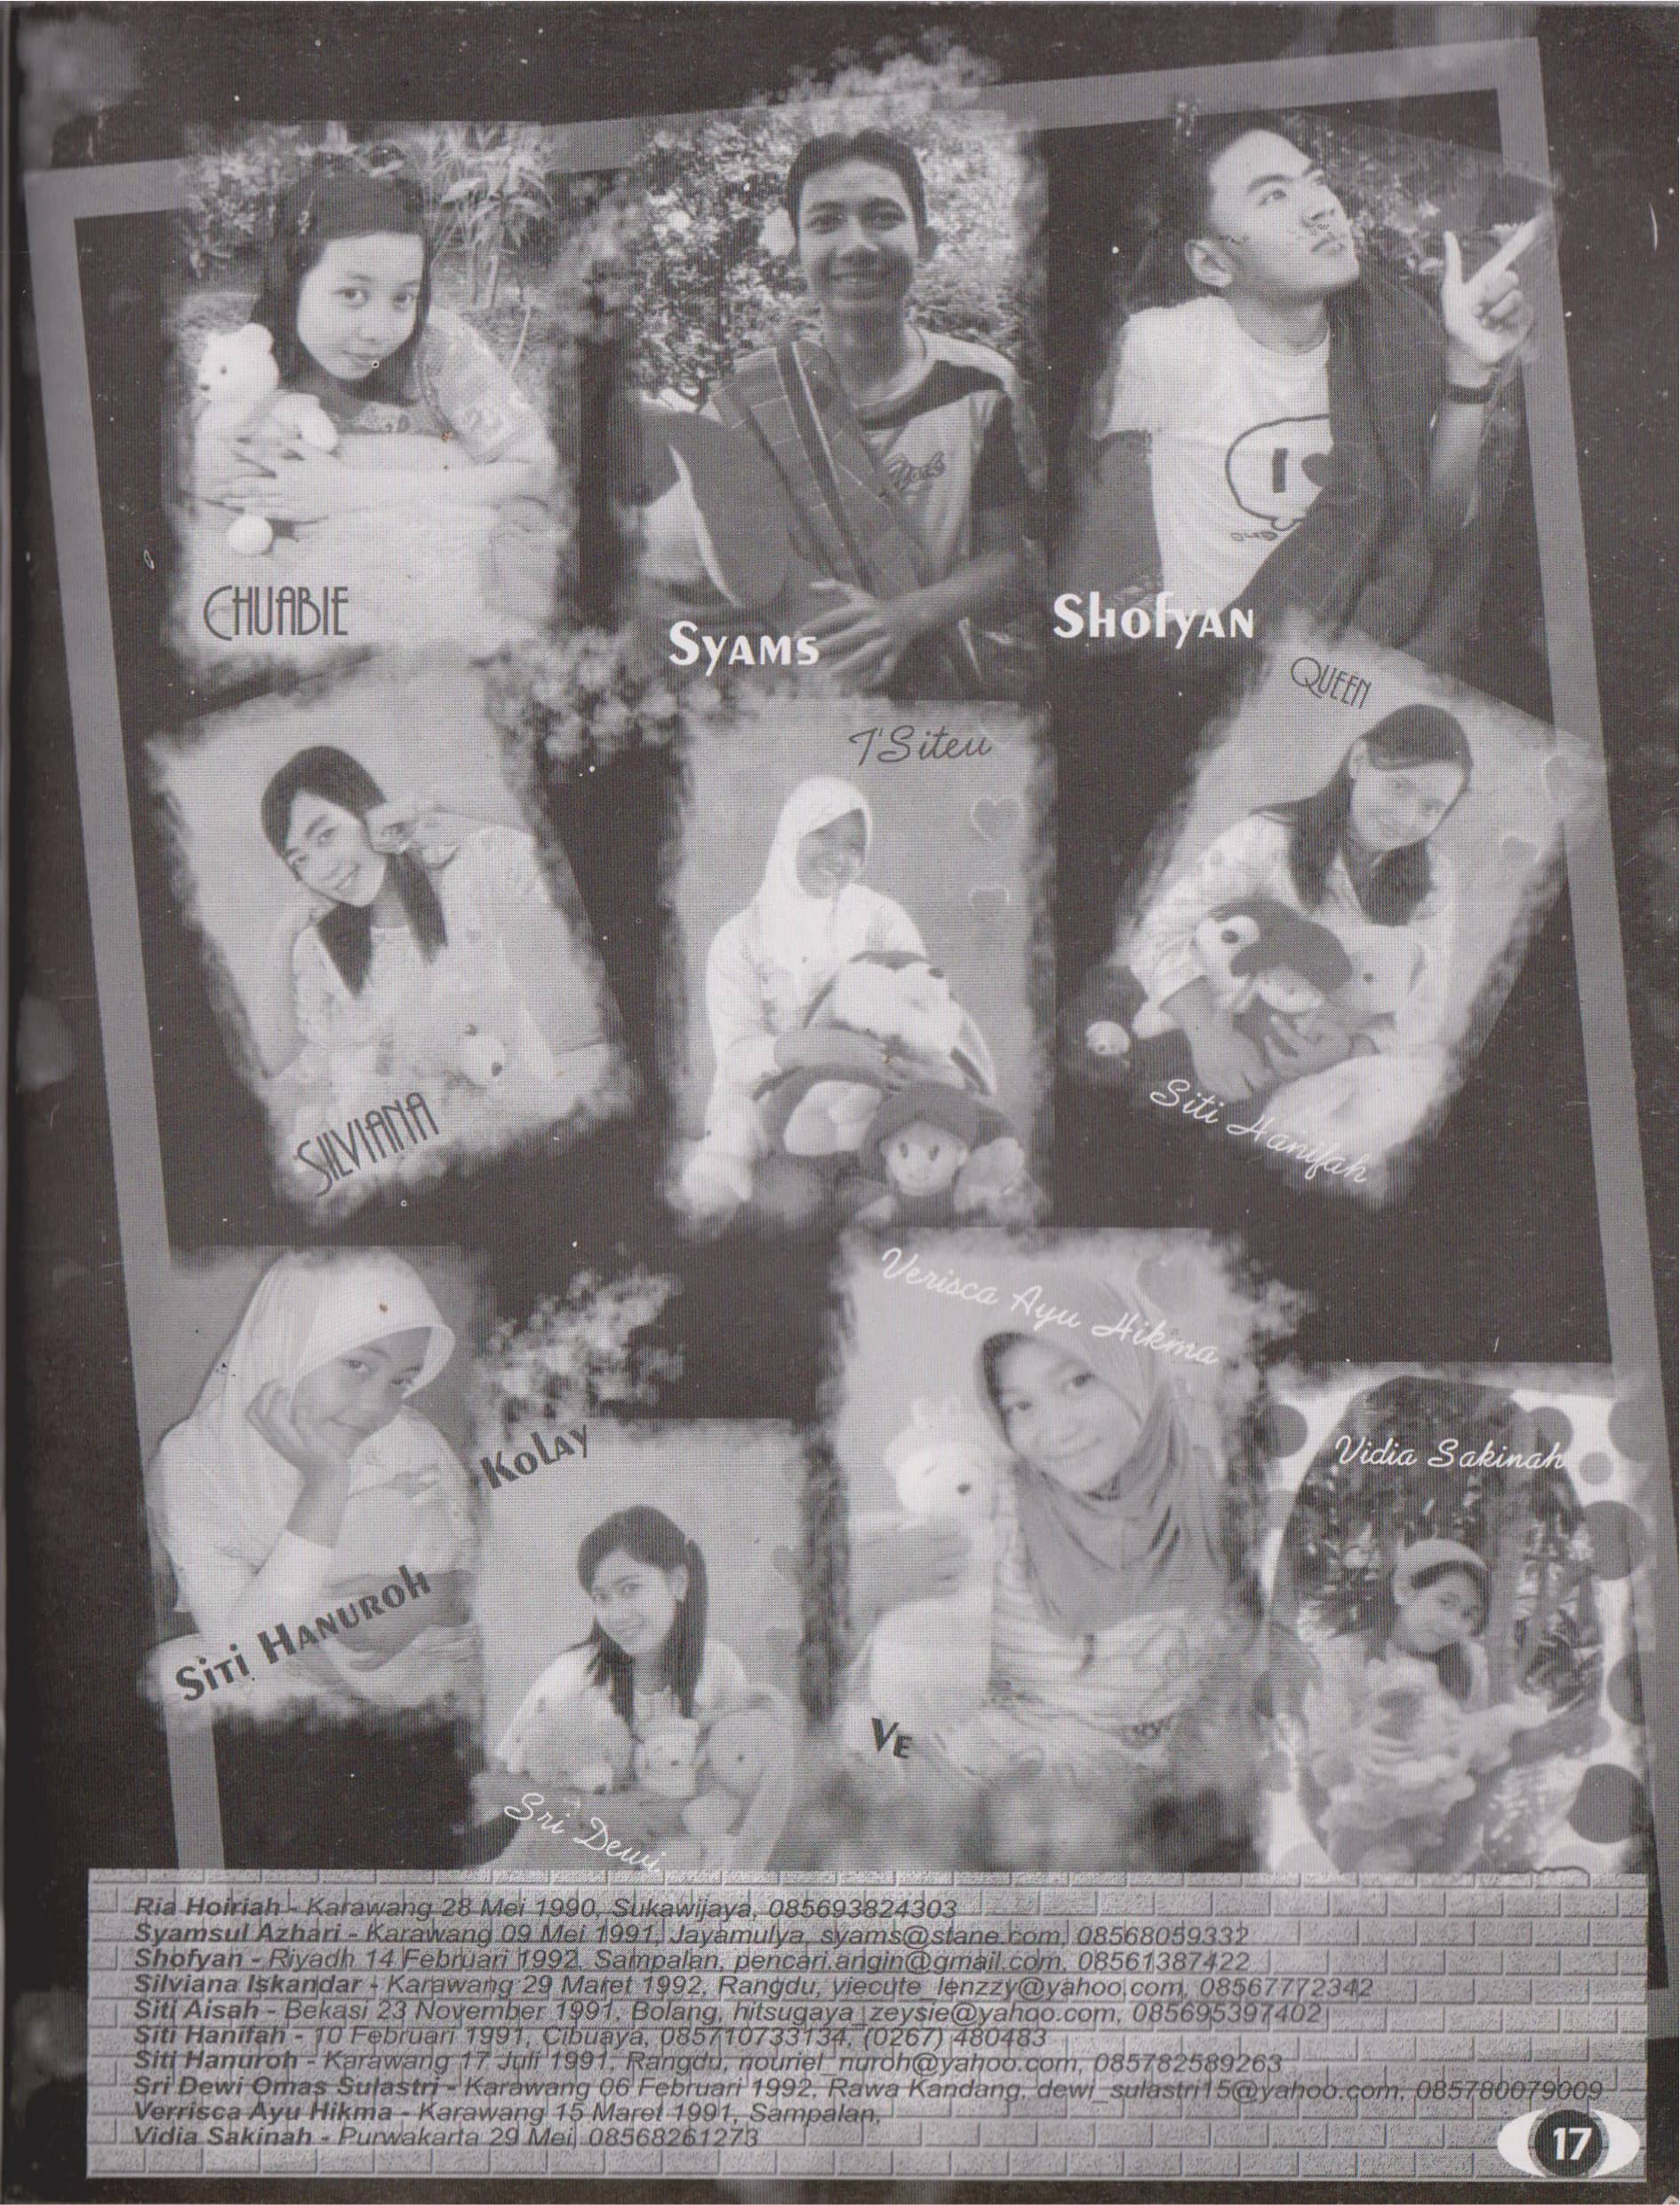 CHUABIE
SYAMS
SHOFYAN
QUEEN
I'Siteu
SILVIANA
Siti Hanifah
Verisca Ayu Hikma
KOLAY
Vidia Sakinah
SITI HANUROH
VE
Sri Dewi
Ria Hoiriah - Karawang 28 Mei 1990, Sukawijaya, 085693824303
Syamsul Azhari - Karawang 09 Mei 1991, Jayamulya, syams@stane.com, 08568059332
Shofyan - Riyadh 14 Februari 1992, Sampalan, pencari.angin@gmail.com, 08561387422
Silviana Iskandar - Karawang 29 Maret 1992, Rangdu, viecute_lenzzy@yahoo.com, 08567772342
Siti Aisah - Bekasi 23 November 1991, Bolang, hitsugaya_zeysie@yahoo.com, 085695397402
Siti Hanifah - 10 Februari 1991, Cibuaya, 085710733134, (0267) 480483
Siti Hanuroh - Karawang 17 Juli 1991, Rangdu, nouriel_nuroh@yahoo.com, 085782589263
Sri Dewi Omas Sulastri - Karawang 06 Februari 1992, Rawa Kandang, dewi_sulastri15@yahoo.com, 085780079009
Verrisca Ayu Hikma - Karawang 15 Maret 1991, Sampalan,
Vidia Sakinah - Purwakarta 29 Mei, 08568261273
17